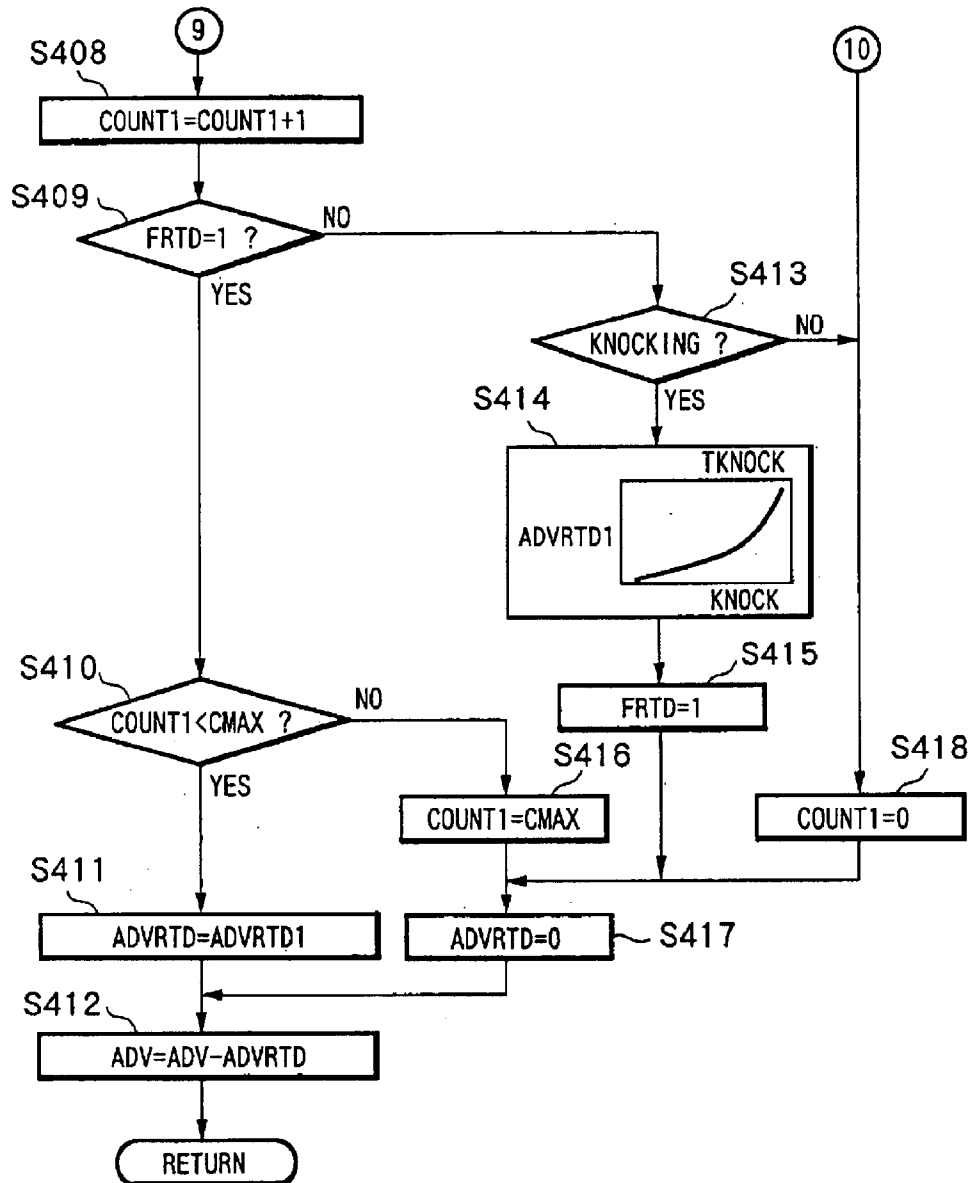 9
10
S408
COUNT1=COUNT1+1
S409
FRTD=1 ?
NO
YES
S413
KNOCKING ?
NO
YES
S414
TKNOCK
ADVRTD1
KNOCK
S415
FRTD=1
S410
COUNT1<CMAX ?
NO
YES
S416
COUNT1=CMAX
S418
COUNT1=0
S411
ADVRTD=ADVRTD1
ADVRTD=0
S417
S412
ADV=ADV-ADVRTD
RETURN